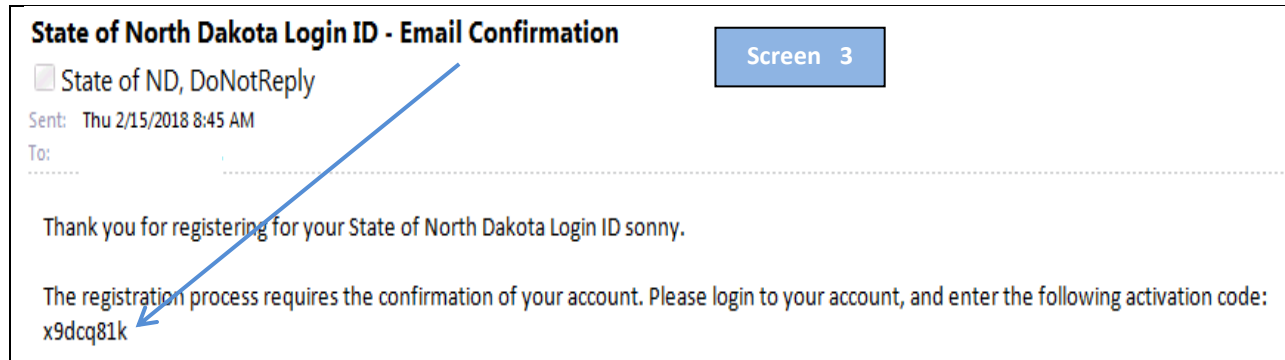 State of North Dakota Login ID - Email Confirmation
Screen 3
State of ND, DoNotReply
Sent: Thu 2/15/2018 8:45 AM
To:
Thank you for registering for your State of North Dakota Login ID sonny.
The registration process requires the confirmation of your account. Please login to your account, and enter the following activation code:
x9dcq81k